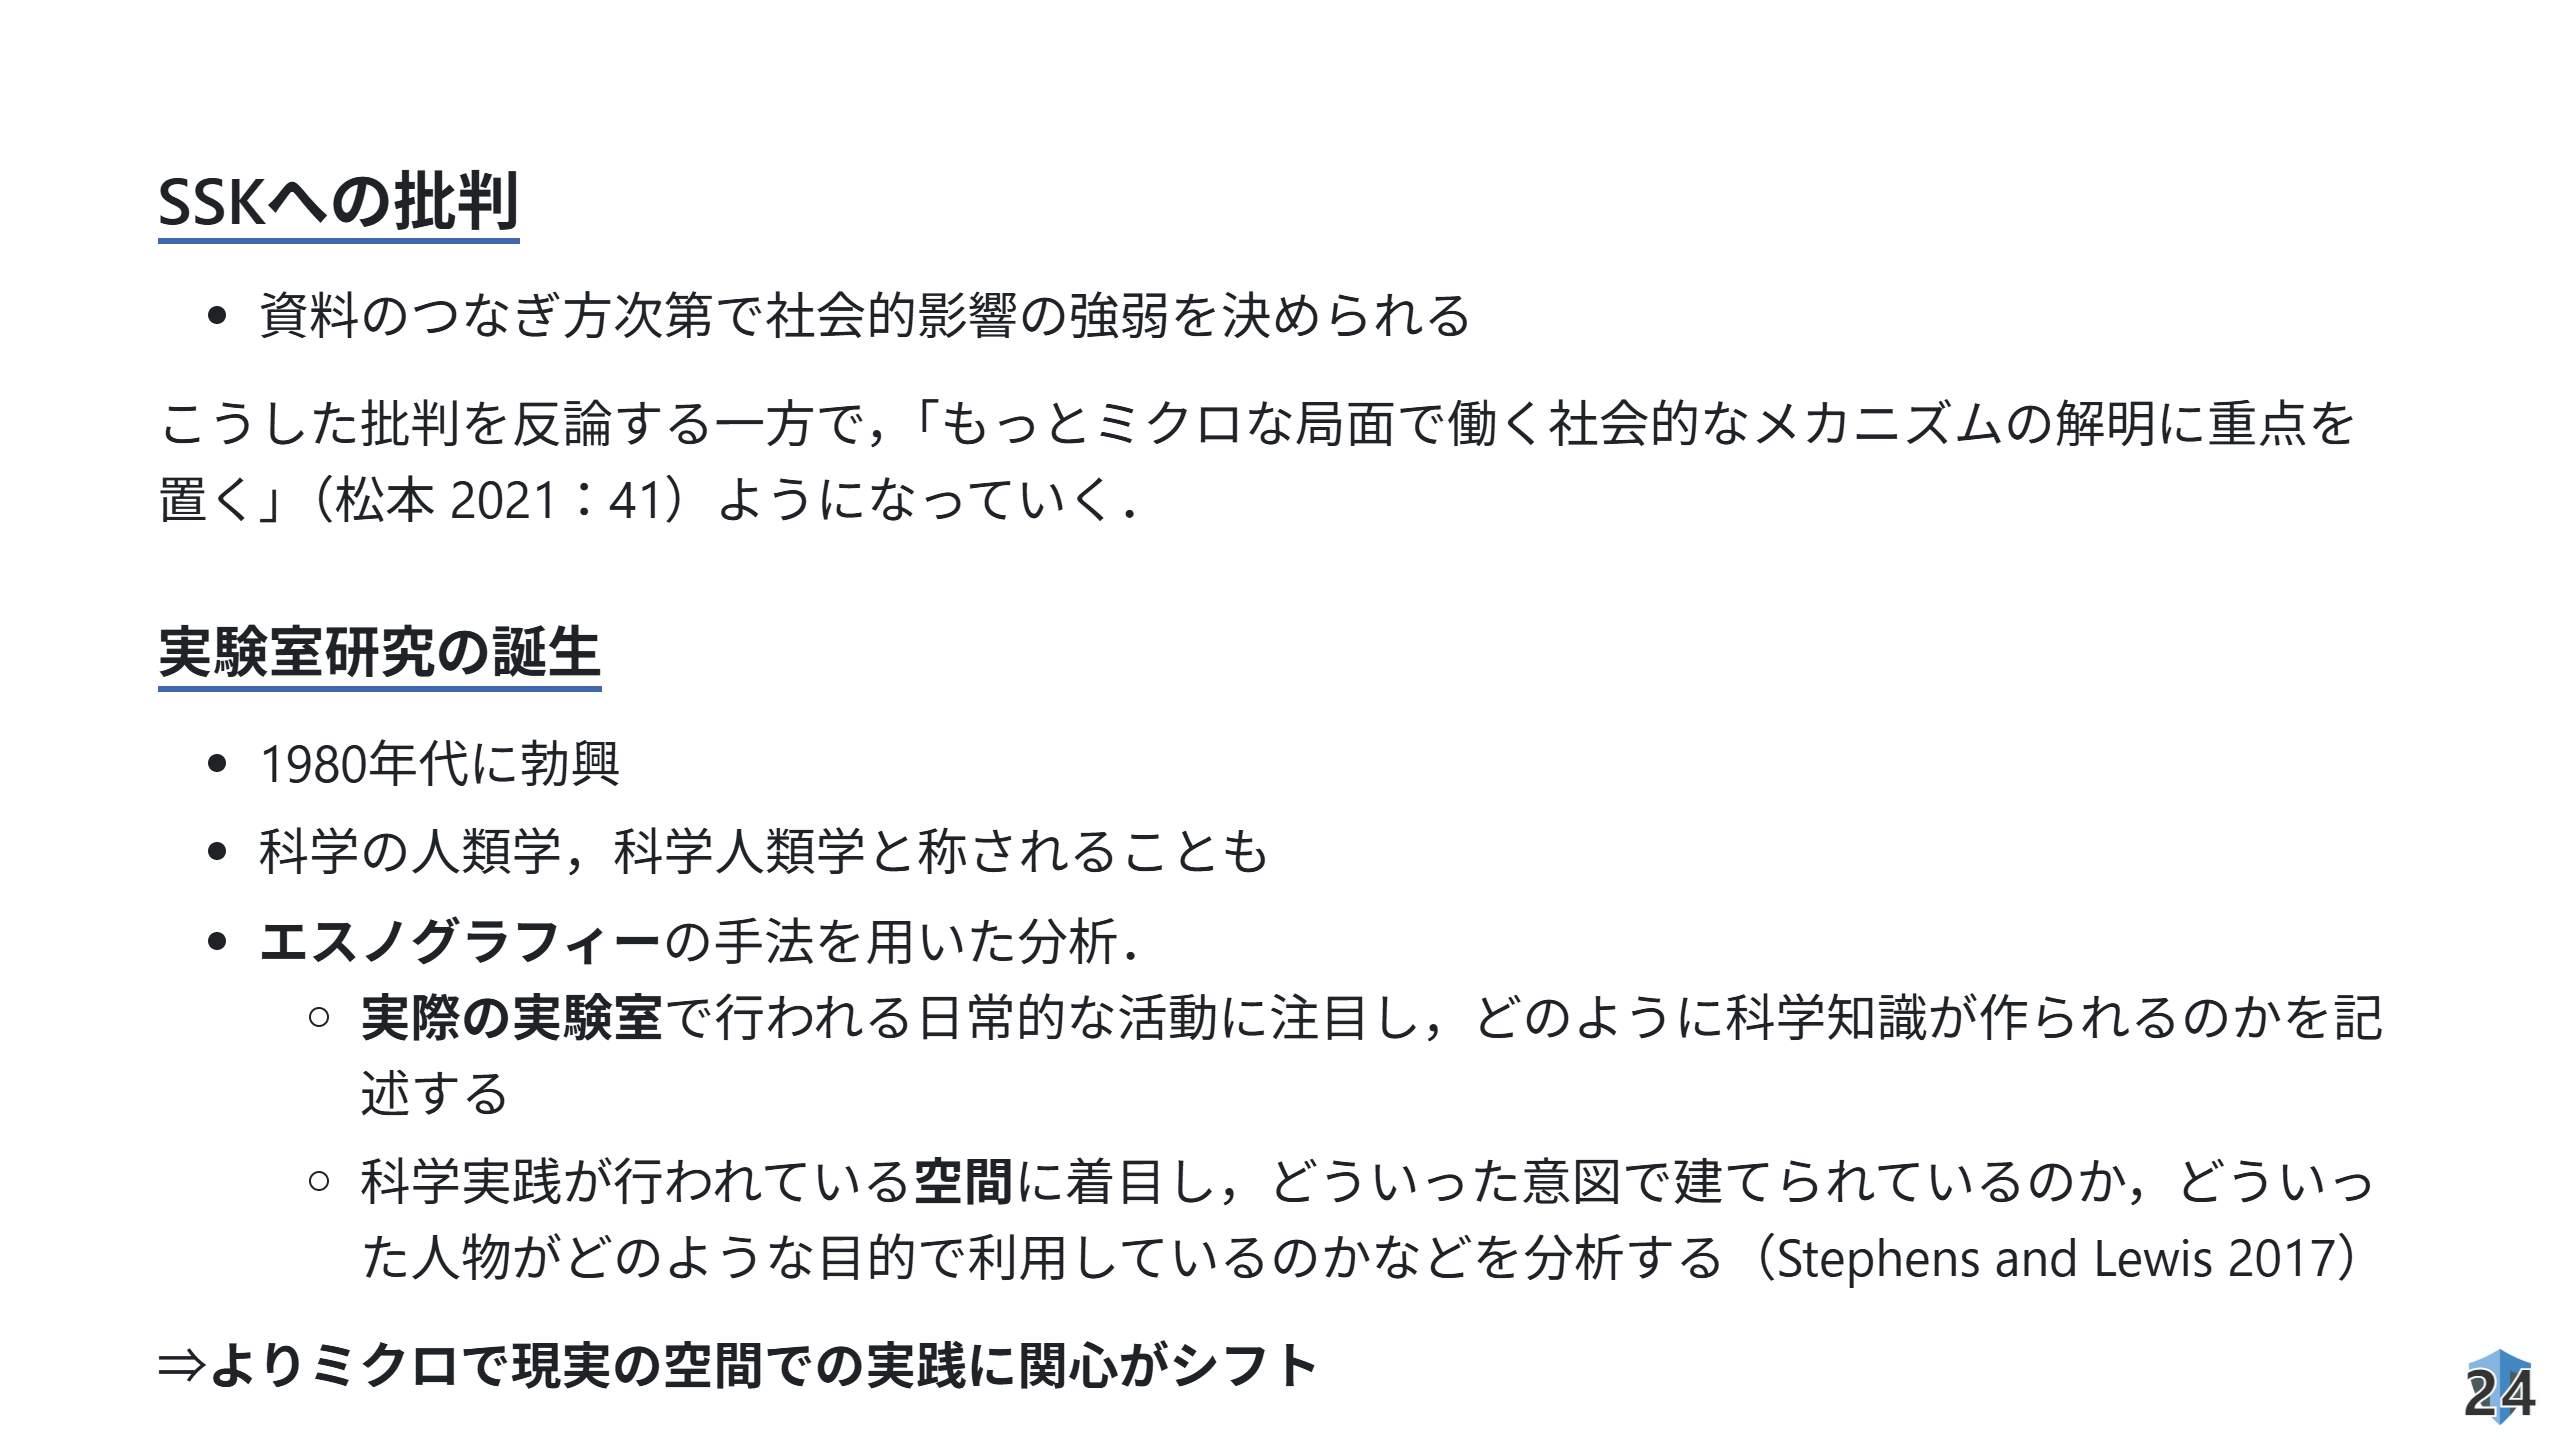 SSKへの批判
• 資料のつなぎ方次第で社会的影響の強弱を決められる
こうした批判を反論する一方で，「もっとミクロな局面で働く社会的なメカニズムの解明に重点を
置く」（松本 2021：41）ようになっていく．
実験室研究の誕生
• 1980年代に勃興
• 科学の人類学，科学人類学と称されることも
• エスノグラフィーの手法を用いた分析．
○ 実際の実験室で行われる日常的な活動に注目し，どのように科学知識が作られるのかを記
述する
○ 科学実践が行われている空間に着目し，どういった意図で建てられているのか，どういっ
た人物がどのような目的で利用しているのかなどを分析する（Stephens and Lewis 2017）
⇒よりミクロで現実の空間での実践に関心がシフト
24